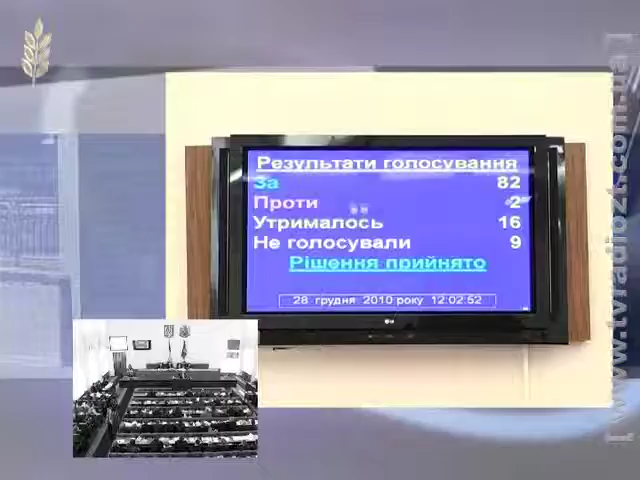 Результати голосування
За 82
Проти 2
Утрималось 16
Не голосували 9
Рішення прийнято
28 грудня 2010 року 12:02:52
LG
[ www.tvradiozt.com.ua ]